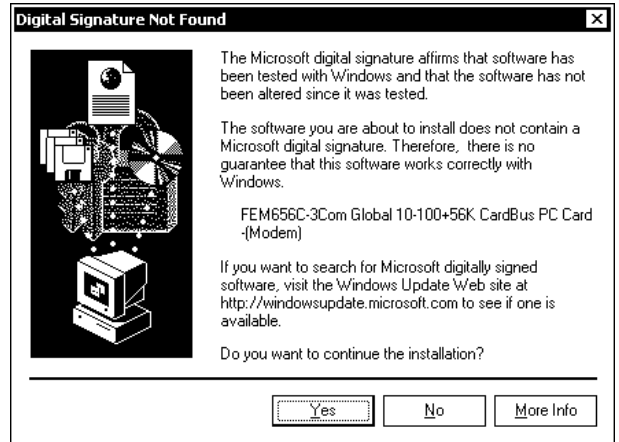 Digital Signature Not Found
The Microsoft digital signature affirms that software has
been tested with Windows and that the software has not
been altered since it was tested.
The software you are about to install does not contain a
Microsoft digital signature. Therefore, there is no
guarantee that this software works correctly with
Windows.
FEM656C-3Com Global 10-100+56K CardBus PC Card
-(Modem)
If you want to search for Microsoft digitally signed
software, visit the Windows Update Web site at
http://windowsupdate.microsoft.com to see if one is
available.
Do you want to continue the installation?
Yes No More Info